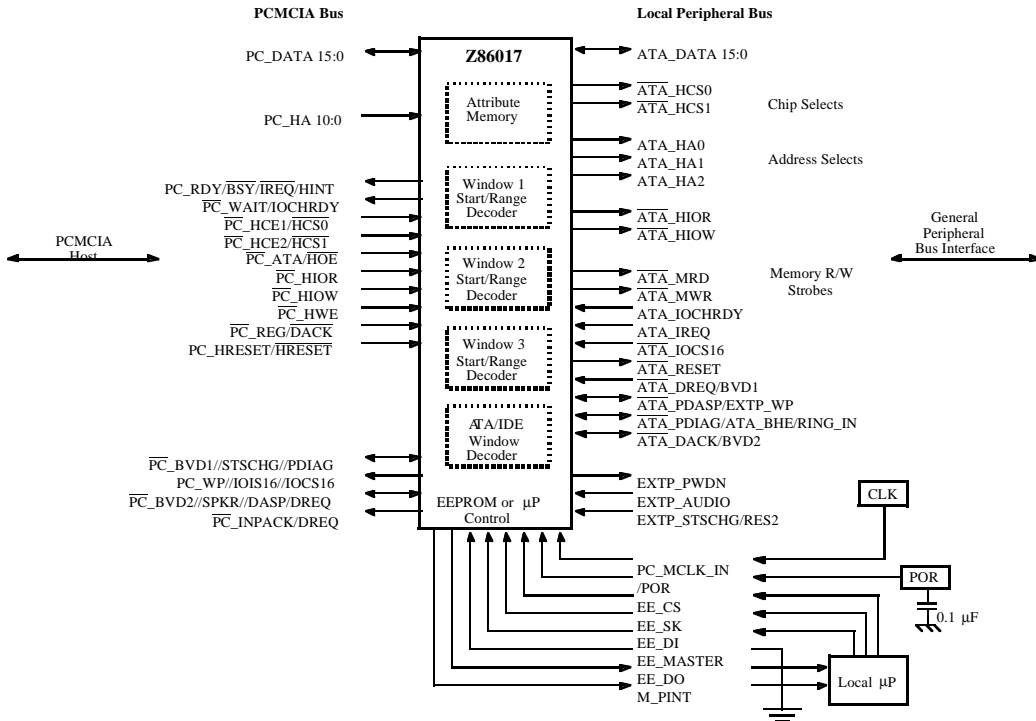 PCMCIA Bus
Local Peripheral Bus
Z86017
PC_DATA 15:0
ATA_DATA 15:0
Attribute
Memory
ATA_HCS0
ATA_HCS1
Chip Selects
PC_HA 10:0
ATA_HA0
ATA_HA1
Address Selects
ATA_HA2
PC_RDY/BSY/IREQ/HINT
PC_WAIT/IOCHRDY
PC_HCE1/HCS0
PC_HCE2/HCS1
PC_ATA/HOE
PC_HIOR
PC_HIOW
PC_HWE
PC_REG/DACK
PC_HRESET/HRESET
PCMCIA
Host
Window 1
Start/Range
Decoder
Window 2
Start/Range
Decoder
Window 3
Start/Range
Decoder
ATA/IDE
Window
Decoder
ATA_HIOR
ATA_HIOW
ATA_MRD
ATA_MWR
Memory R/W
Strobes
ATA_IOCHRDY
ATA_IREQ
ATA_IOCS16
ATA_RESET
ATA_DREQ/BVD1
ATA_PDASP/EXTP_WP
ATA_PDIAG/ATA_BHE/RING_IN
ATA_DACK/BVD2
General
Peripheral
Bus Interface
PC_BVD1//STSCHG//PDIAG
PC_WP//IOIS16//IOCS16
PC_BVD2//SPKR//DASP/DREQ
PC_INPACK/DREQ
EEPROM or µP
Control
EXTP_PWDN
EXTP_AUDIO
EXTP_STSCHG/RES2
CLK
PC_MCLK_IN
/POR
POR
0.1 µF
EE_CS
EE_SK
EE_DI
EE_MASTER
EE_DO
M_PINT
Local µP